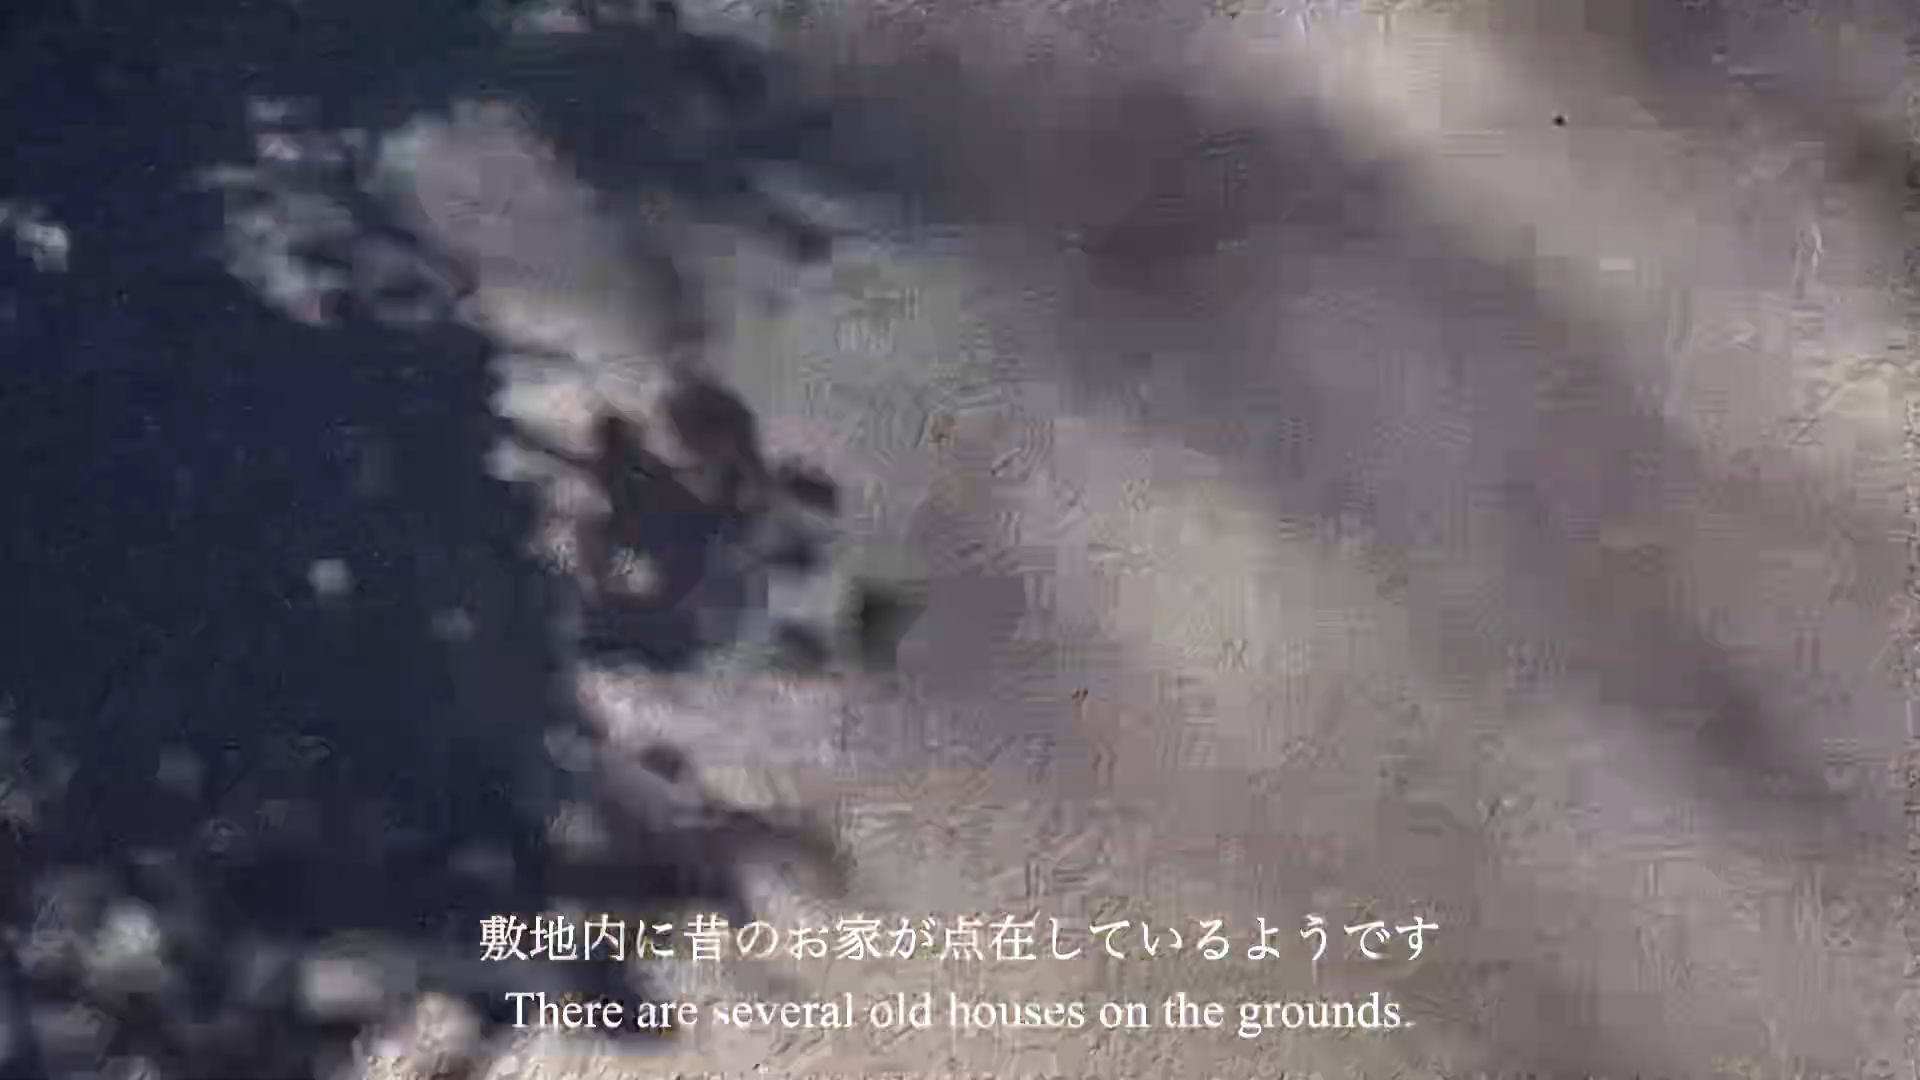 敷地内に昔のお家が点在しているようです
There are several old houses on the grounds.